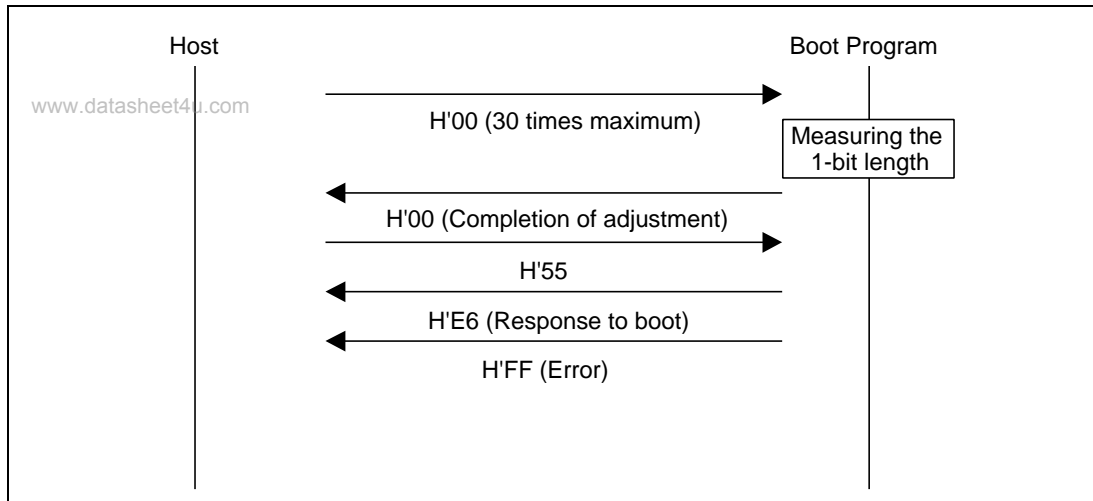 Host
Boot Program
www.datasheet4u.com
H'00 (30 times maximum)
Measuring the
1-bit length
H'00 (Completion of adjustment)
H'55
H'E6 (Response to boot)
H'FF (Error)